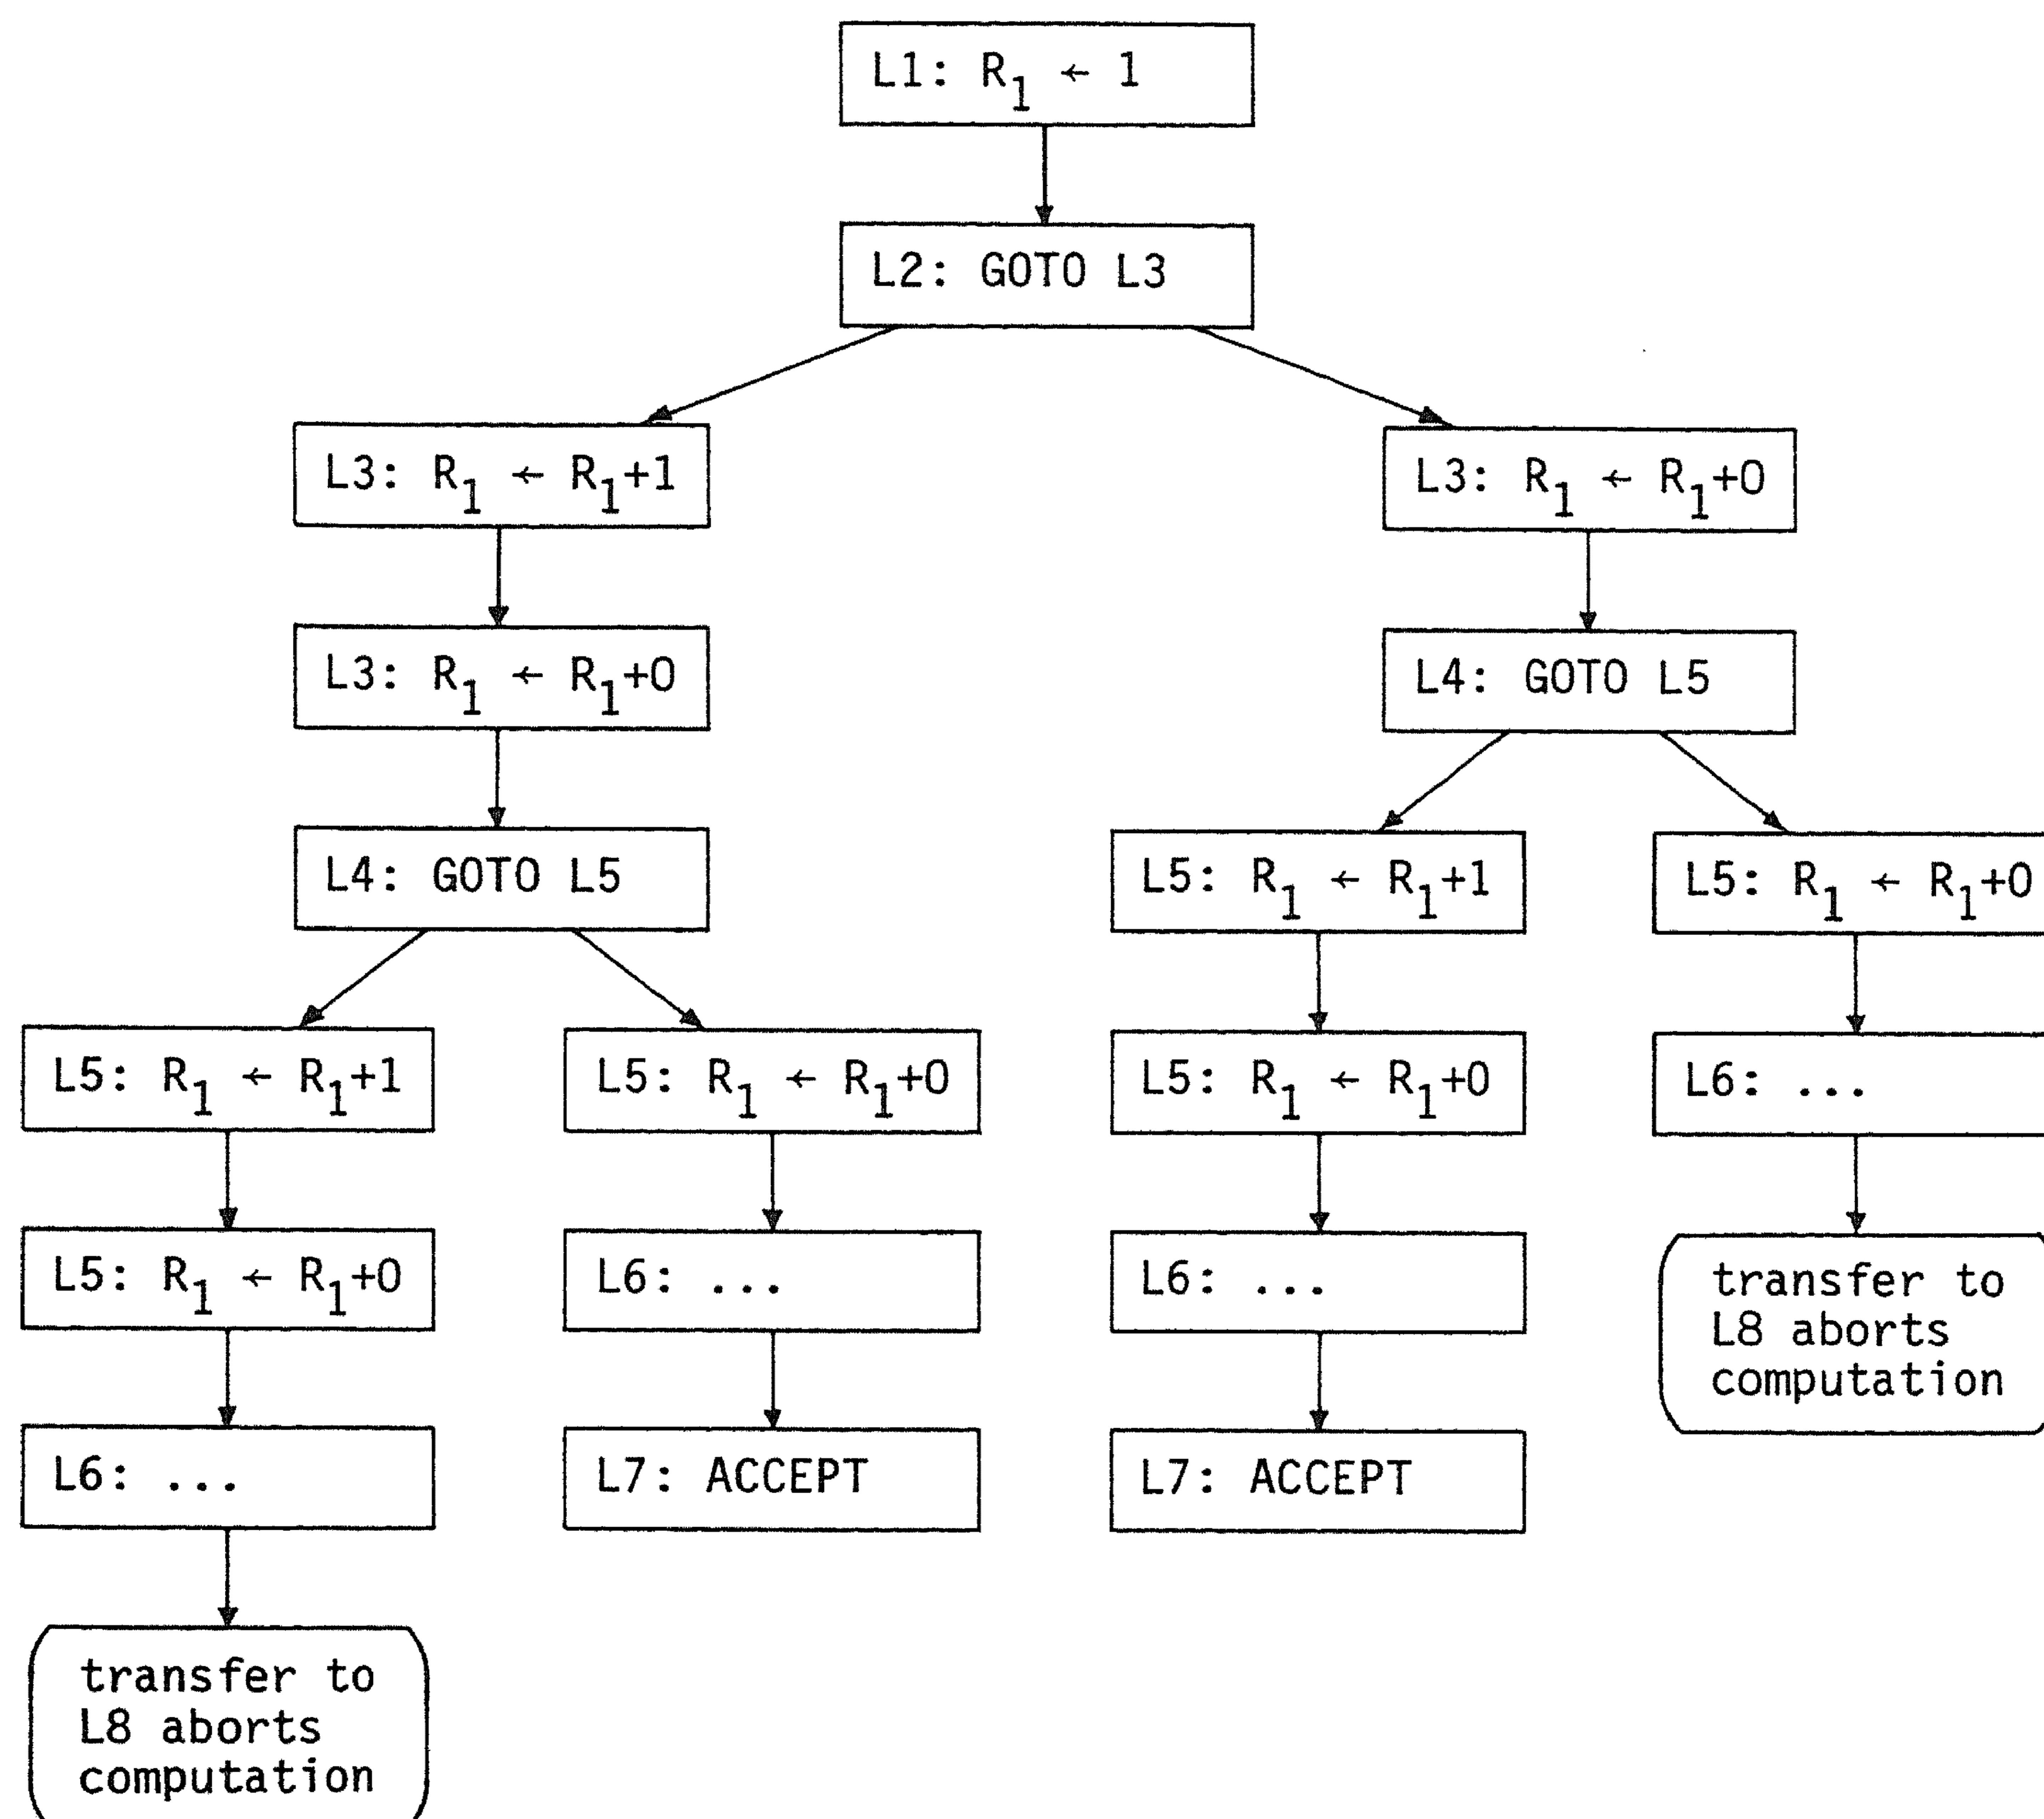 L1: R₁ ← 1
L2: GOTO L3
L3: R₁ ← R₁+1
L3: R₁ ← R₁+0
L3: R₁ ← R₁+0
L4: GOTO L5
L4: GOTO L5
L5: R₁ ← R₁+1
L5: R₁ ← R₁+0
L5: R₁ ← R₁+1
L5: R₁ ← R₁+0
L5: R₁ ← R₁+0
L6: ...
L5: R₁ ← R₁+0
L6: ...
L6: ...
transfer to
L8 aborts
computation
L6: ...
L7: ACCEPT
L7: ACCEPT
transfer to
L8 aborts
computation